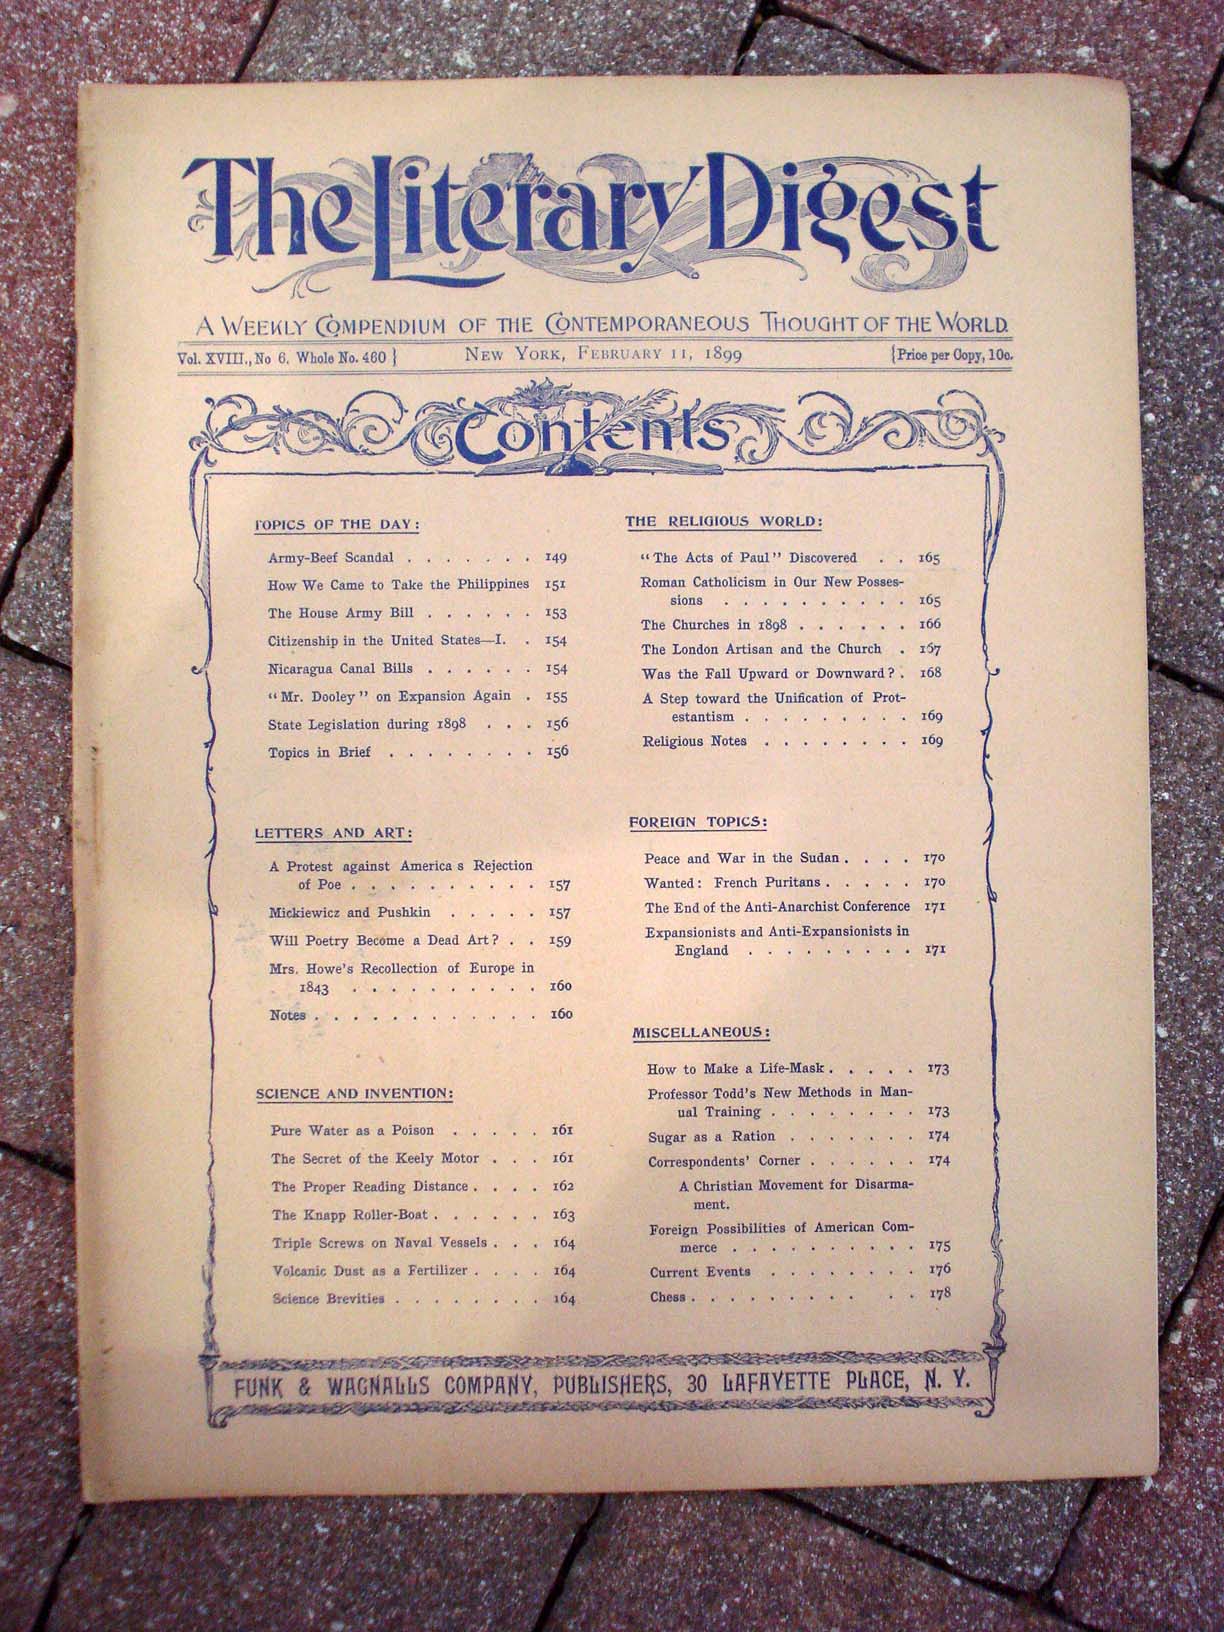 The Literary Digest
A Weekly Compendium of the Contemporaneous Thought of the World.
Vol. XVIII., No 6. Whole No. 460 } New York, February 11, 1899 {Price per Copy, 10c.
Contents
TOPICS OF THE DAY:
Army-Beef Scandal . . . . . . . 149
How We Came to Take the Philippines 151
The House Army Bill . . . . . . 153
Citizenship in the United States—I. . 154
Nicaragua Canal Bills . . . . . . 154
"Mr. Dooley" on Expansion Again . 155
State Legislation during 1898 . . . 156
Topics in Brief . . . . . . . . 156
LETTERS AND ART:
A Protest against America s Rejection
of Poe . . . . . . . . . . 157
Mickiewicz and Pushkin . . . . . 157
Will Poetry Become a Dead Art? . . 159
Mrs. Howe's Recollection of Europe in
1843 . . . . . . . . . . 160
Notes . . . . . . . . . . . . 160
SCIENCE AND INVENTION:
Pure Water as a Poison . . . . . 161
The Secret of the Keely Motor . . . 161
The Proper Reading Distance . . . . 162
The Knapp Roller-Boat . . . . . . 163
Triple Screws on Naval Vessels . . . 164
Volcanic Dust as a Fertilizer . . . . 164
Science Brevities . . . . . . . . 164
THE RELIGIOUS WORLD:
"The Acts of Paul" Discovered . . 165
Roman Catholicism in Our New Posses-
sions . . . . . . . . . . 165
The Churches in 1898 . . . . . . 166
The London Artisan and the Church . 167
Was the Fall Upward or Downward? . 168
A Step toward the Unification of Prot-
estantism . . . . . . . . . 169
Religious Notes . . . . . . . . 169
FOREIGN TOPICS:
Peace and War in the Sudan . . . . 170
Wanted: French Puritans . . . . . 170
The End of the Anti-Anarchist Conference 171
Expansionists and Anti-Expansionists in
England . . . . . . . . . 171
MISCELLANEOUS:
How to Make a Life-Mask . . . . . 173
Professor Todd's New Methods in Man-
ual Training . . . . . . . . 173
Sugar as a Ration . . . . . . . 174
Correspondents' Corner . . . . . . 174
A Christian Movement for Disarma-
ment.
Foreign Possibilities of American Com-
merce . . . . . . . . . . 175
Current Events . . . . . . . . 176
Chess . . . . . . . . . . . 178
FUNK & WAGNALLS COMPANY, PUBLISHERS, 30 LAFAYETTE PLACE, N. Y.